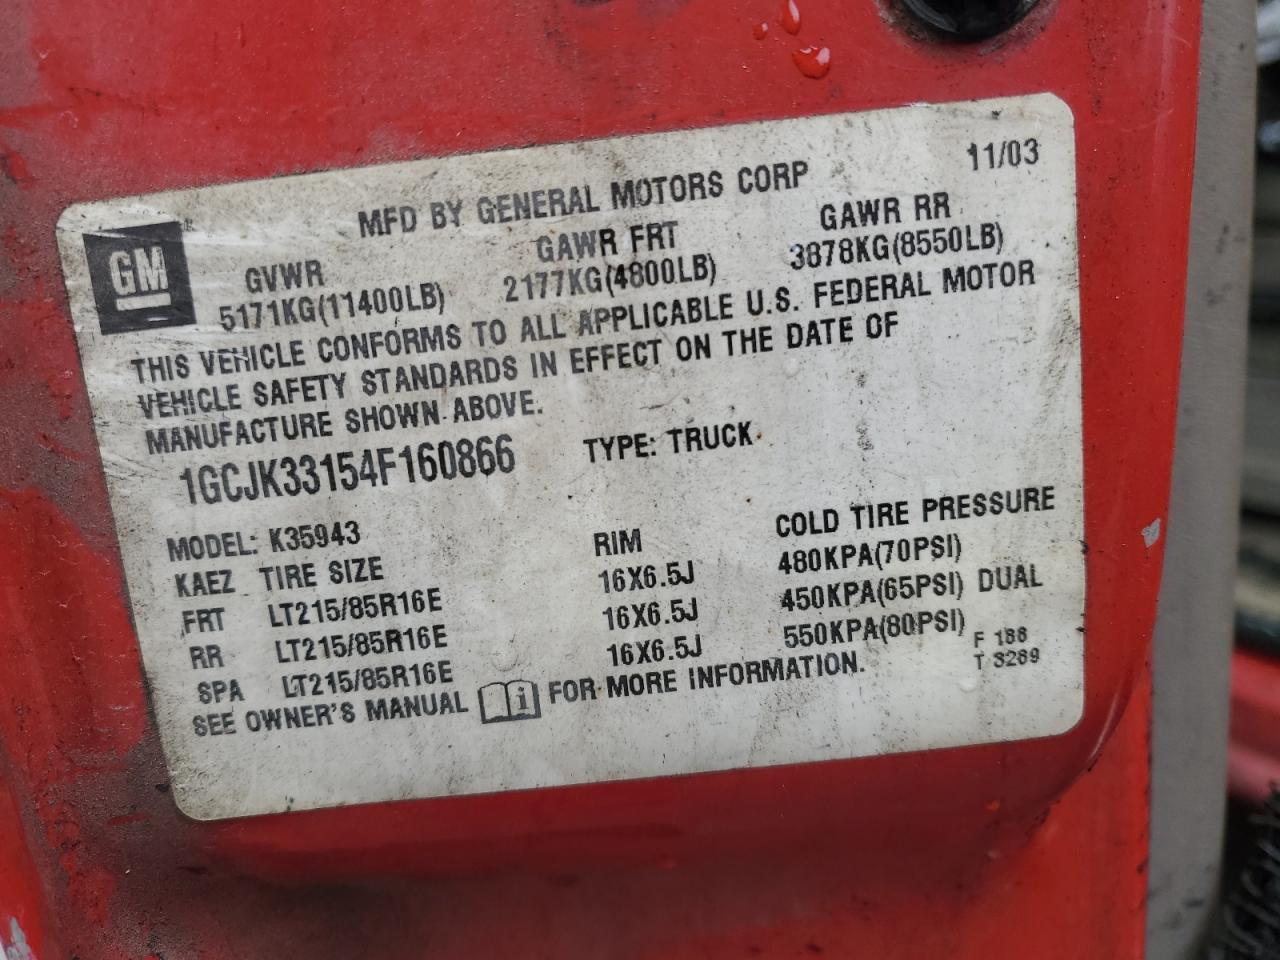 11/03
MFD BY GENERAL MOTORS CORP
GM
GVWR GAWR FRT GAWR RR
5171KG(11400LB) 2177KG(4800LB) 3878KG(8550LB)
THIS VEHICLE CONFORMS TO ALL APPLICABLE U.S. FEDERAL MOTOR
VEHICLE SAFETY STANDARDS IN EFFECT ON THE DATE OF
MANUFACTURE SHOWN ABOVE.
1GCJK33154F160866 TYPE: TRUCK
MODEL: K35943
KAEZ TIRE SIZE RIM COLD TIRE PRESSURE
FRT LT215/85R16E 16X6.5J 480KPA(70PSI)
RR LT215/85R16E 16X6.5J 450KPA(65PSI) DUAL
SPA LT215/85R16E 16X6.5J 550KPA(80PSI)
SEE OWNER'S MANUAL i FOR MORE INFORMATION.
F 186
T 3289